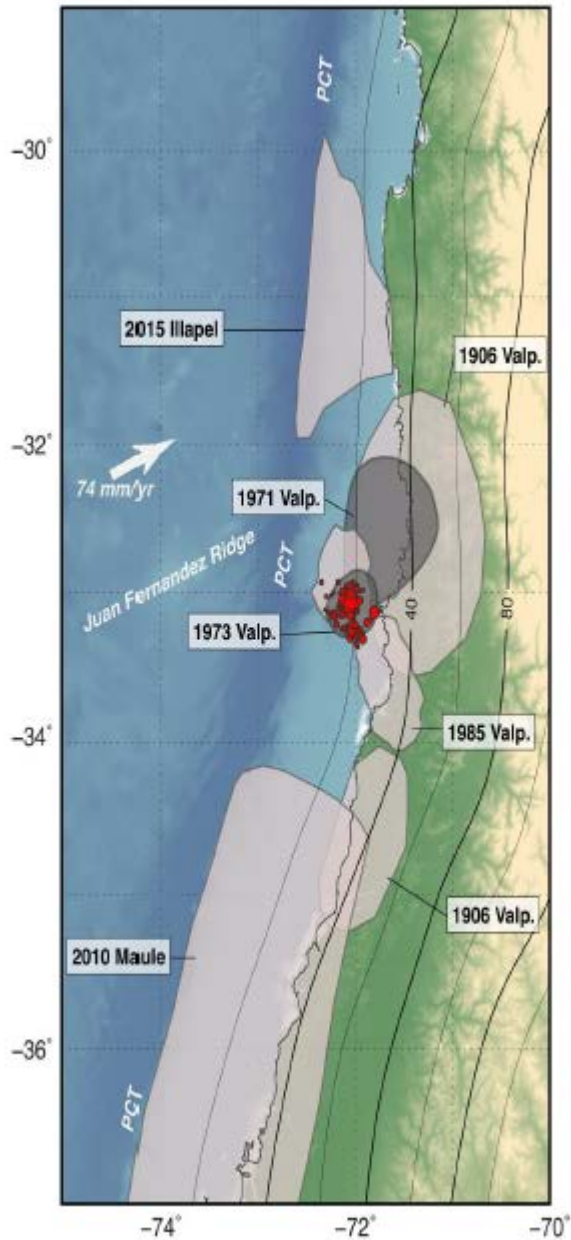 PCT
−30°
2015 Illapel
1906 Valp.
−32°
74 mm/yr
1971 Valp.
Juan Fernandez Ridge
PCT
40
80
1973 Valp.
−34°
1985 Valp.
1906 Valp.
2010 Maule
−36°
PCT
−74°
−72°
−70°